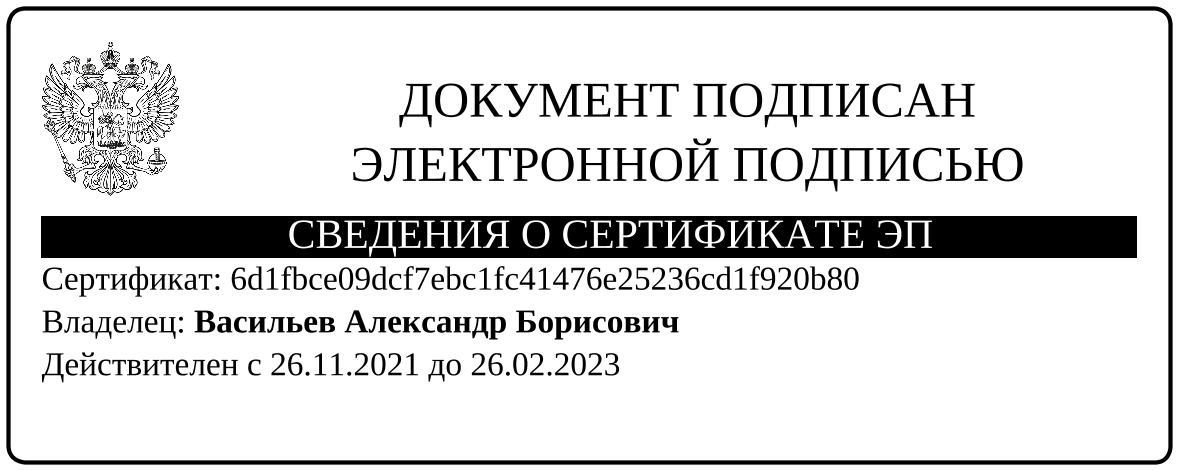 ДОКУМЕНТ ПОДПИСАН
ЭЛЕКТРОННОЙ ПОДПИСЬЮ
СВЕДЕНИЯ О СЕРТИФИКАТЕ ЭП
Сертификат: 6d1fbce09dcf7ebc1fc41476e25236cd1f920b80
Владелец: Васильев Александр Борисович
Действителен с 26.11.2021 до 26.02.2023